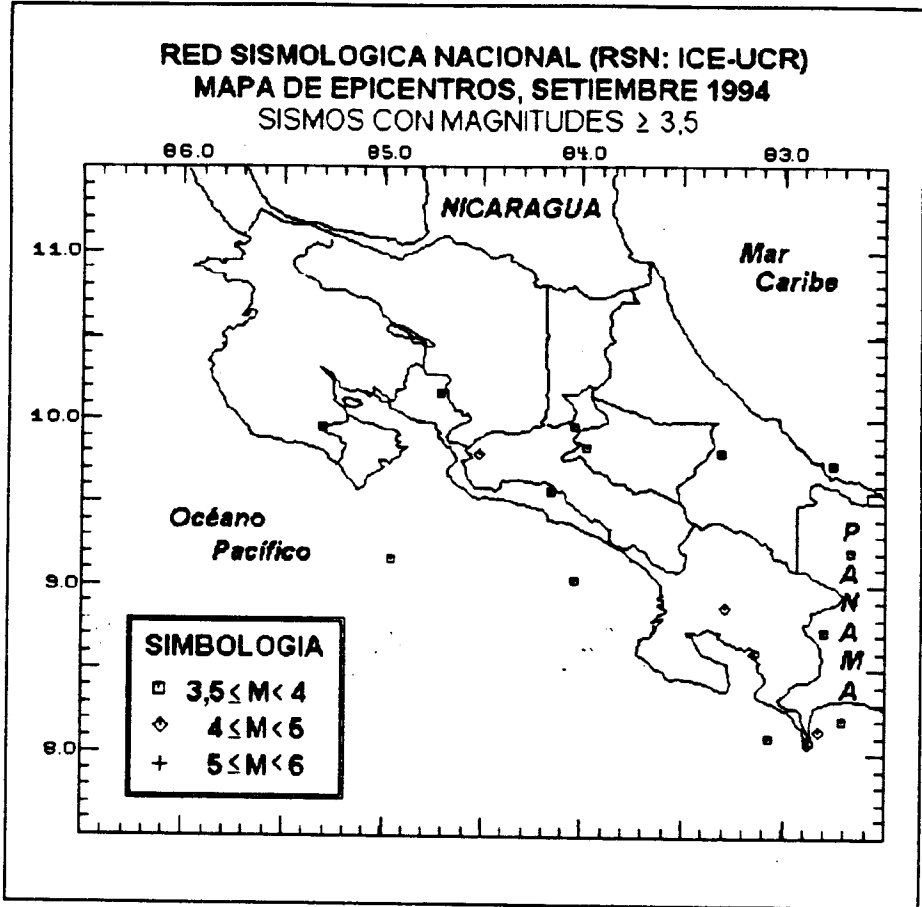 RED SISMOLOGICA NACIONAL (RSN: ICE-UCR)
MAPA DE EPICENTROS, SETIEMBRE 1994
SISMOS CON MAGNITUDES ≥ 3,5
86.0 85.0 84.0 83.0
NICARAGUA
11.0
Mar
Caribe
10.0
Océano
Pacífico
PANAMA
9.0
SIMBOLOGIA
3,5 ≤ M < 4
4 ≤ M < 5
5 ≤ M < 6
8.0